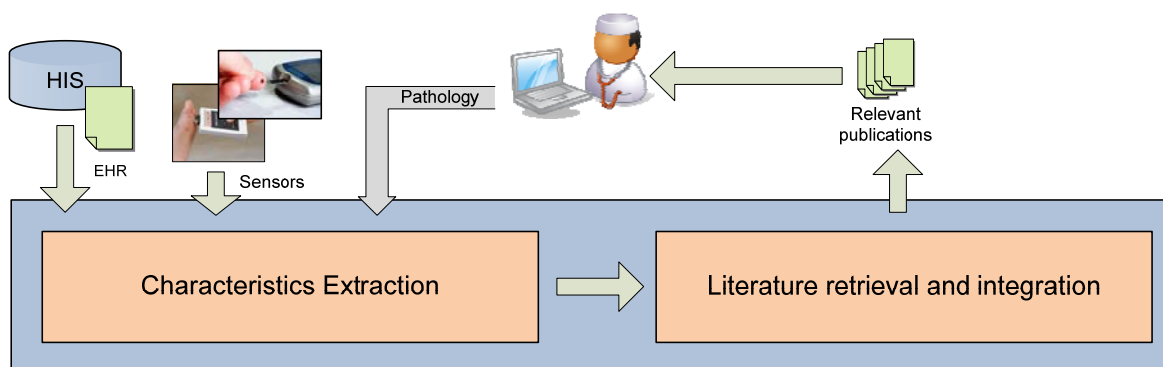 HIS
EHR
Sensors
Pathology
Relevant
publications
Characteristics Extraction
Literature retrieval and integration